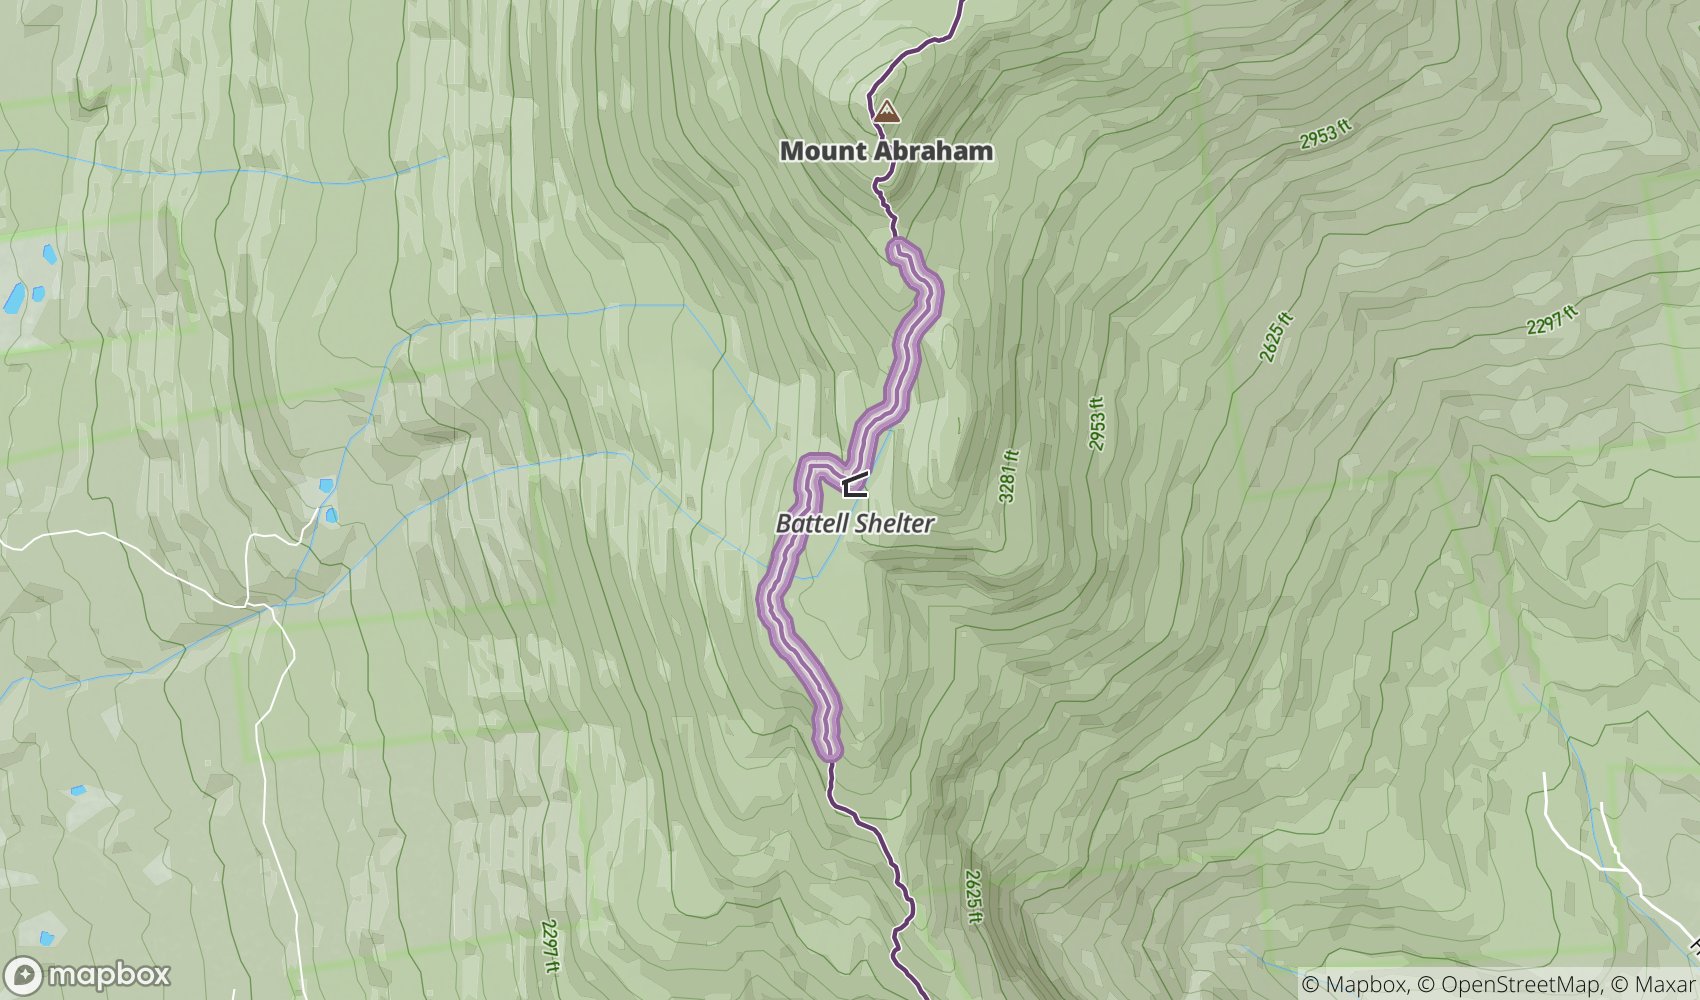 Mount Abraham
2953 ft
2297 ft
2625 ft
2953 ft
3281 ft
Battell Shelter
2625 ft
2297 ft
mapbox
© Mapbox, © OpenStreetMap, © Maxar